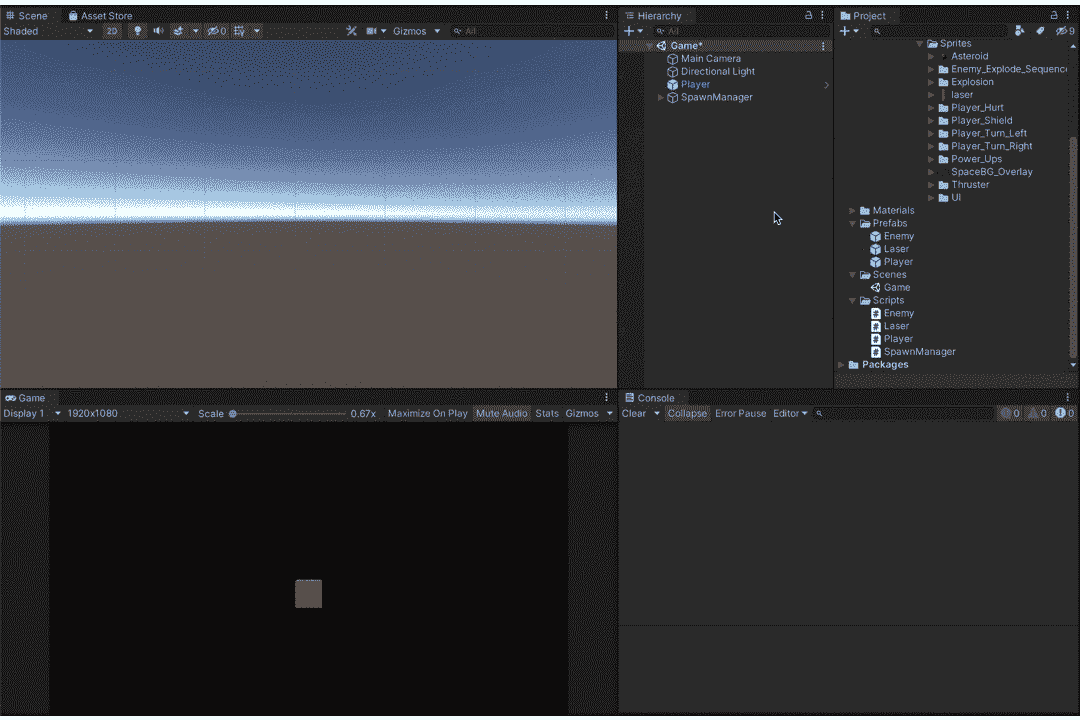 Scene Asset Store
Shaded 2D 0 Gizmos All
Hierarchy
All
Game*
Main Camera
Directional Light
Player
SpawnManager
Project
9
Sprites
Asteroid
Enemy_Explode_Sequence
Explosion
laser
Player_Hurt
Player_Shield
Player_Turn_Left
Player_Turn_Right
Power_Ups
SpaceBG_Overlay
Thruster
UI
Materials
Prefabs
Enemy
Laser
Player
Scenes
Game
Scripts
Enemy
Laser
Player
SpawnManager
Packages
Game
Display 1 1920x1080 Scale 0.67x Maximize On Play Mute Audio Stats Gizmos
Console
Clear Collapse Error Pause Editor 0 0 0